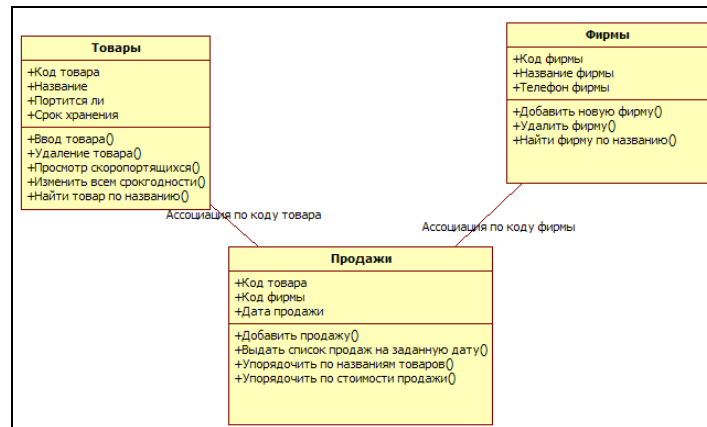 Товары
+Код товара
+Название
+Портится ли
+Срок хранения
+Ввод товара()
+Удаление товара()
+Просмотр скоропортящихся()
+Изменить всем срокгодности()
+Найти товар по названию()
Фирмы
+Код фирмы
+Название фирмы
+Телефон фирмы
+Добавить новую фирму()
+Удалить фирму()
+Найти фирму по названию()
Ассоциация по коду товара
Ассоциация по коду фирмы
Продажи
+Код товара
+Код фирмы
+Дата продажи
+Добавить продажу()
+Выдать список продаж на заданную дату()
+Упорядочить по названиям товаров()
+Упорядочить по стоимости продажи()